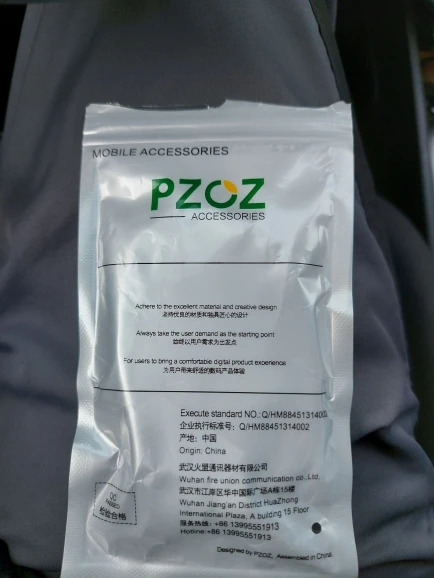 MOBILE ACCESSORIES
PZOZ
ACCESSORIES
Adhere to the excellent material and creative design
坚持优良的材质和独具匠心的设计
Always take the user demand as the starting point
始终以用户需求为出发点
For users to bring a comfortable digital product experience
为用户带来舒适的数码产品体验
Execute standard NO.: Q/HM88451314002
企业执行标准号: Q/HM88451314002
产地: 中国
Origin: China
武汉火盟通讯器材有限公司
Wuhan fire union communication co.,Ltd.
武汉市江岸区华中国际广场A栋15楼
Wuhan Jiang'an District HuaZhong
International Plaza, A building 15 Floor
服务热线: +86 13995551913
Hotline:+86 13995551913
Designed by PZOZ, Assembled in China
QC
PASSED
检验合格